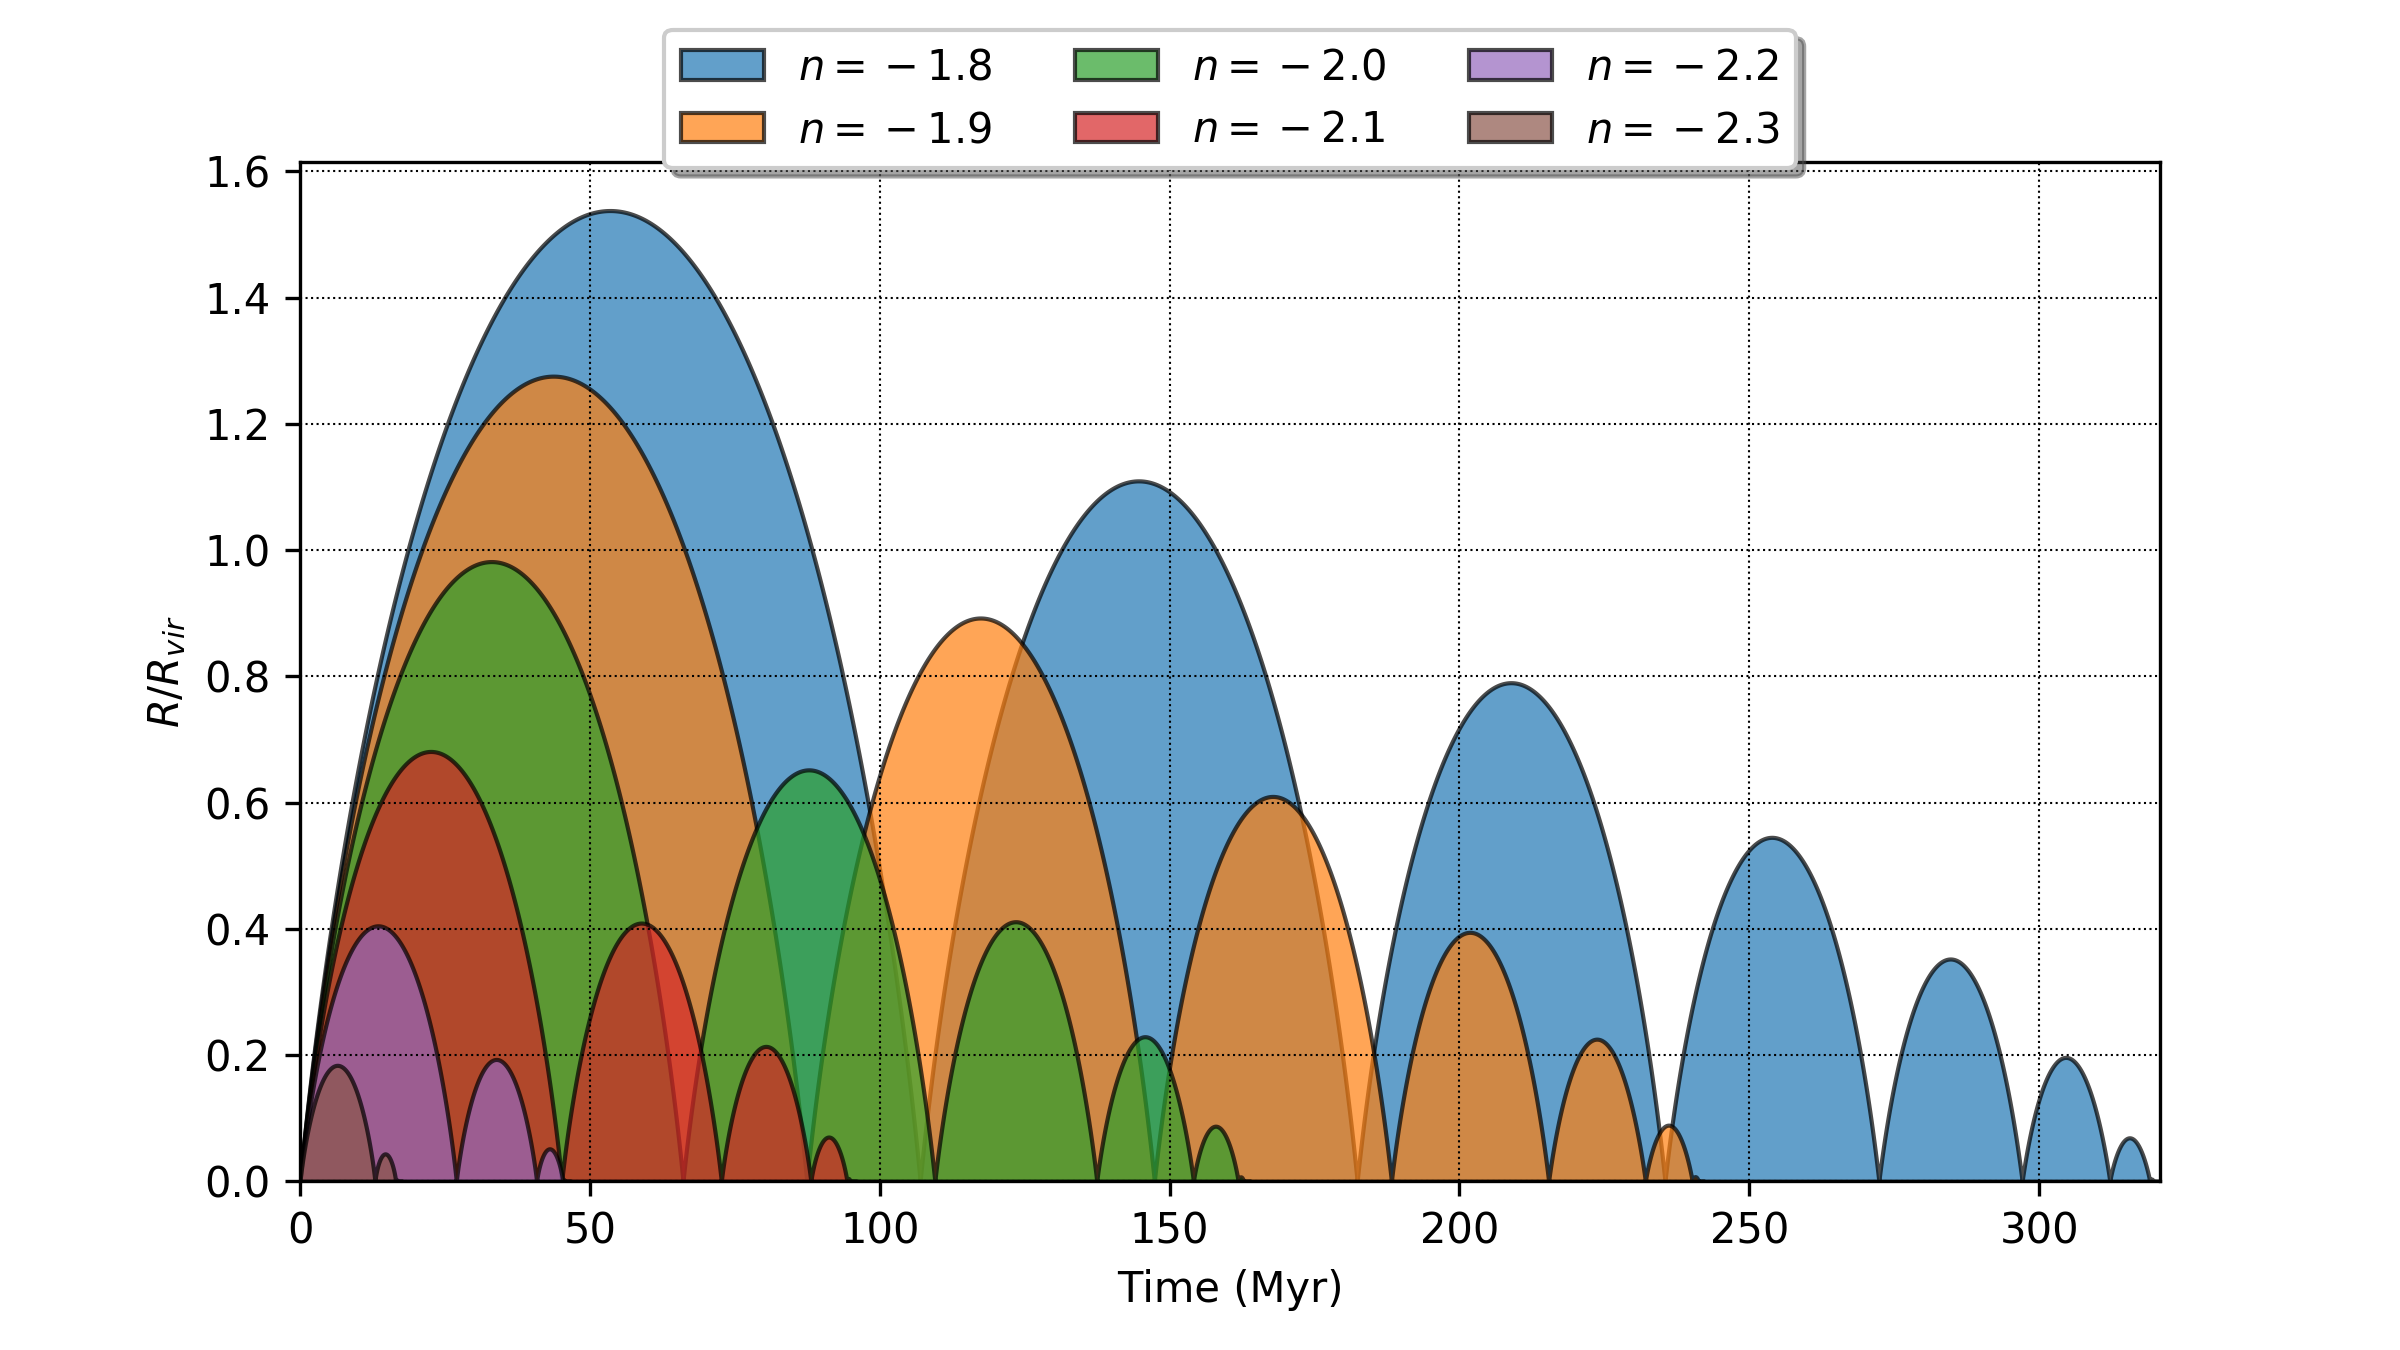 n = −1.8 n = −2.0 n = −2.2
n = −1.9 n = −2.1 n = −2.3
1.6
1.4
1.2
1.0
0.8
0.6
0.4
0.2
0.0
R/Rvir
0 50 100 150 200 250 300
Time (Myr)